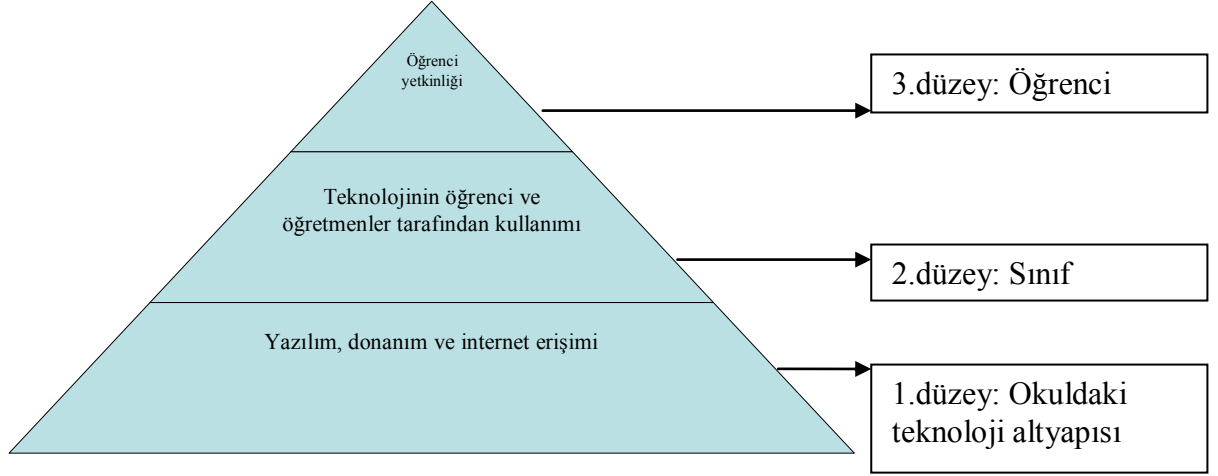 Öğrenci
yetkinliği
3.düzey: Öğrenci
Teknolojinin öğrenci ve
öğretmenler tarafından kullanımı
2.düzey: Sınıf
Yazılım, donanım ve internet erişimi
1.düzey: Okuldaki
teknoloji altyapısı